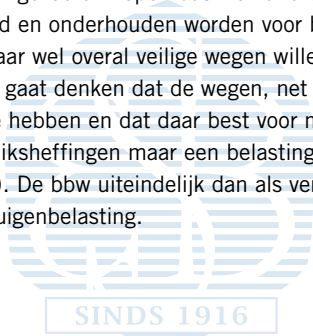 d en onderhouden worden voor b
aar wel overal veilige wegen wille
gaat denken dat de wegen, net
e hebben en dat daar best voor n
iksheffingen maar een belasting
). De bbw uiteindelijk dan als ver
uigenbelasting.
SINDS 1916